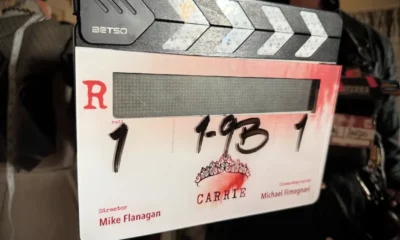 BETSO
R
1 1-9B 1
CARRIE
Director
Mike Flanagan
Michael Fimognari